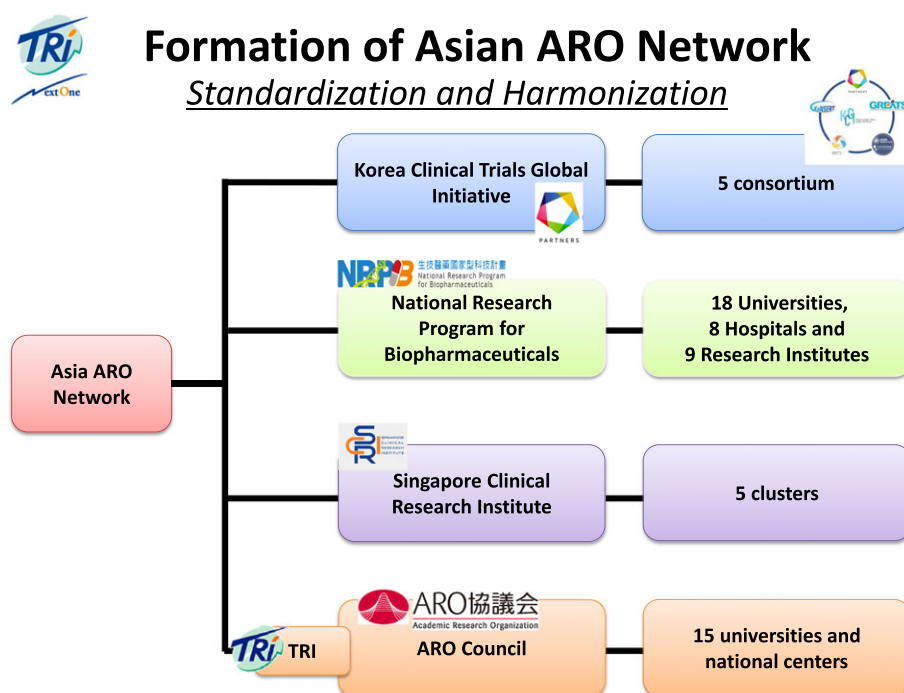 TRi
extOne
Formation of Asian ARO Network
Standardization and Harmonization
PARTNERS
GREATS
Korea Clinical Trials Global
Initiative
PARTNERS
5 consortium
NRPB
生技醫藥國家型科技計畫
National Research Program
for Biopharmaceuticals
National Research
Program for
Biopharmaceuticals
18 Universities,
8 Hospitals and
9 Research Institutes
Asia ARO
Network
SCRI
SINGAPORE
CLINICAL
RESEARCH
INSTITUTE
Singapore Clinical
Research Institute
5 clusters
ARO協議会
Academic Research Organization
TRi
TRI
ARO Council
15 universities and
national centers